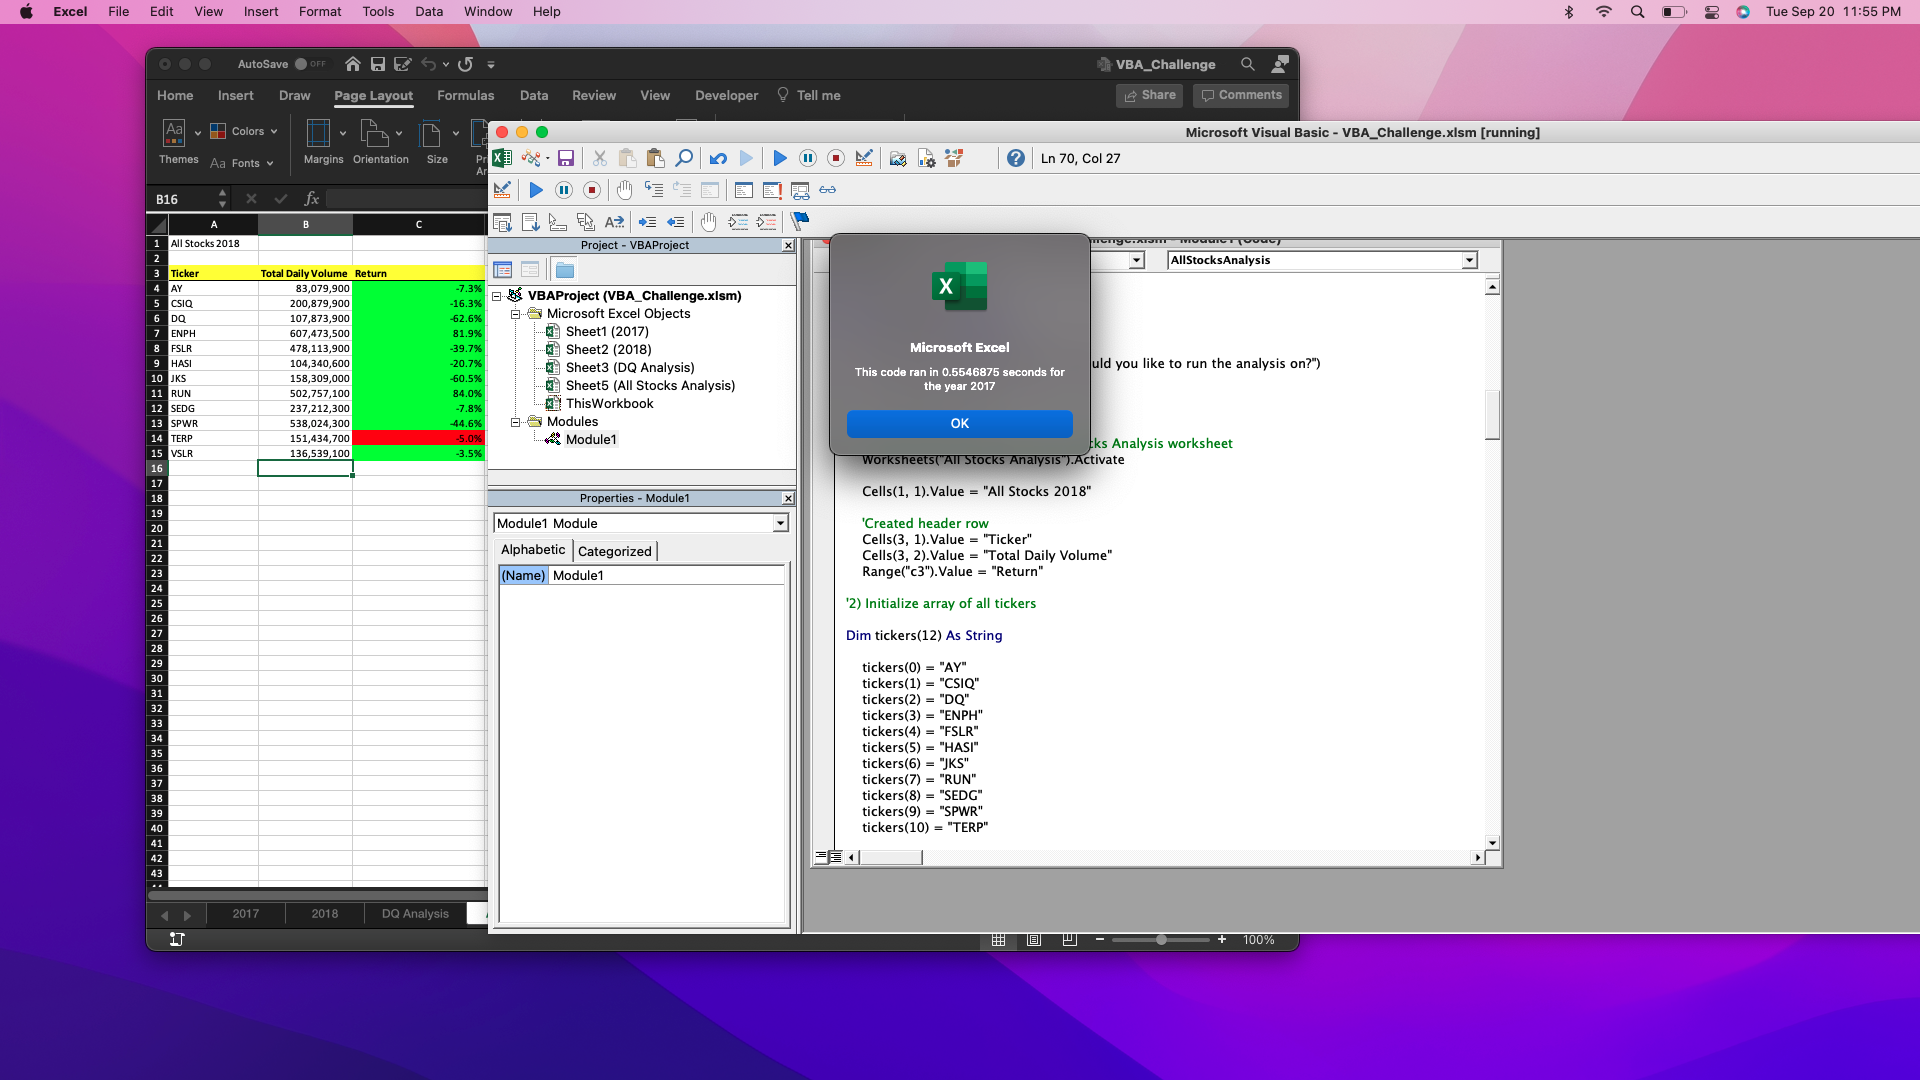 Excel File Edit View Insert Format Tools Data Window Help Tue Sep 20 11:55 PM
AutoSave OFF VBA_Challenge
Home Insert Draw Page Layout Formulas Data Review View Developer Tell me Share Comments
Aa Colors
Themes Aa Fonts Margins Orientation Size
Microsoft Visual Basic - VBA_Challenge.xlsm [running]
Ln 70, Col 27
B16 fx
A B C
1 All Stocks 2018
2
3 Ticker Total Daily Volume Return
4 AY 83,079,900 -7.3%
5 CSIQ 200,879,900 -16.3%
6 DQ 107,873,900 -62.6%
7 ENPH 607,473,500 81.9%
8 FSLR 478,113,900 -39.7%
9 HASI 104,340,600 -20.7%
10 JKS 158,309,000 -60.5%
11 RUN 502,757,100 84.0%
12 SEDG 237,212,300 -7.8%
13 SPWR 538,024,300 -44.6%
14 TERP 151,434,700 -5.0%
15 VSLR 136,539,100 -3.5%
16
17
18
19
20
21
22
23
24
25
26
27
28
29
30
31
32
33
34
35
36
37
38
39
40
41
42
43
2017 2018 DQ Analysis
100%
Project - VBAProject
VBAProject (VBA_Challenge.xlsm)
Microsoft Excel Objects
Sheet1 (2017)
Sheet2 (2018)
Sheet3 (DQ Analysis)
Sheet5 (All Stocks Analysis)
ThisWorkbook
Modules
Module1
Properties - Module1
Module1 Module
Alphabetic Categorized
(Name) Module1
Microsoft Excel
This code ran in 0.5546875 seconds for
the year 2017
OK
AllStocksAnalysis
uld you like to run the analysis on?")
cks Analysis worksheet
Worksheets("All Stocks Analysis").Activate
Cells(1, 1).Value = "All Stocks 2018"
'Created header row
Cells(3, 1).Value = "Ticker"
Cells(3, 2).Value = "Total Daily Volume"
Range("c3").Value = "Return"
'2) Initialize array of all tickers
Dim tickers(12) As String
tickers(0) = "AY"
tickers(1) = "CSIQ"
tickers(2) = "DQ"
tickers(3) = "ENPH"
tickers(4) = "FSLR"
tickers(5) = "HASI"
tickers(6) = "JKS"
tickers(7) = "RUN"
tickers(8) = "SEDG"
tickers(9) = "SPWR"
tickers(10) = "TERP"